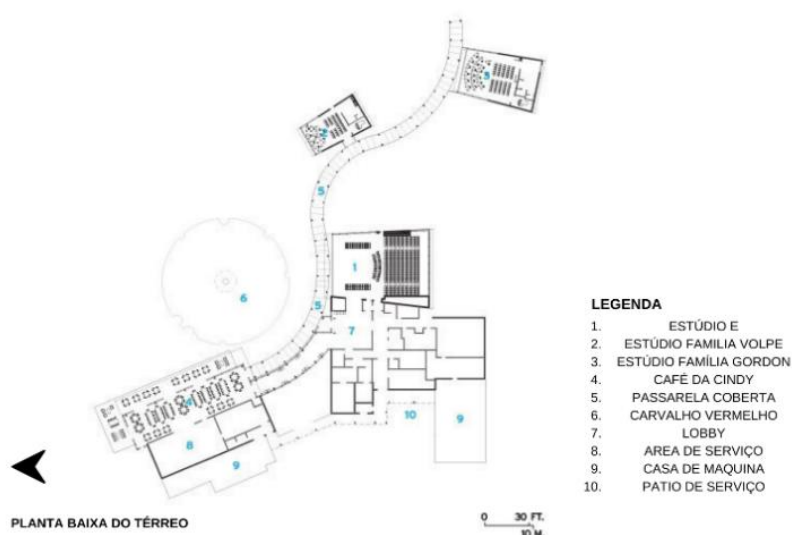 3
2
5
1
5
6
7
4
8
9
10
9
LEGENDA
1. ESTÚDIO E
2. ESTÚDIO FAMILIA VOLPE
3. ESTÚDIO FAMÍLIA GORDON
4. CAFÉ DA CINDY
5. PASSARELA COBERTA
6. CARVALHO VERMELHO
7. LOBBY
8. AREA DE SERVIÇO
9. CASA DE MAQUINA
10. PATIO DE SERVIÇO
PLANTA BAIXA DO TÉRREO
0 30 FT.
10 M.